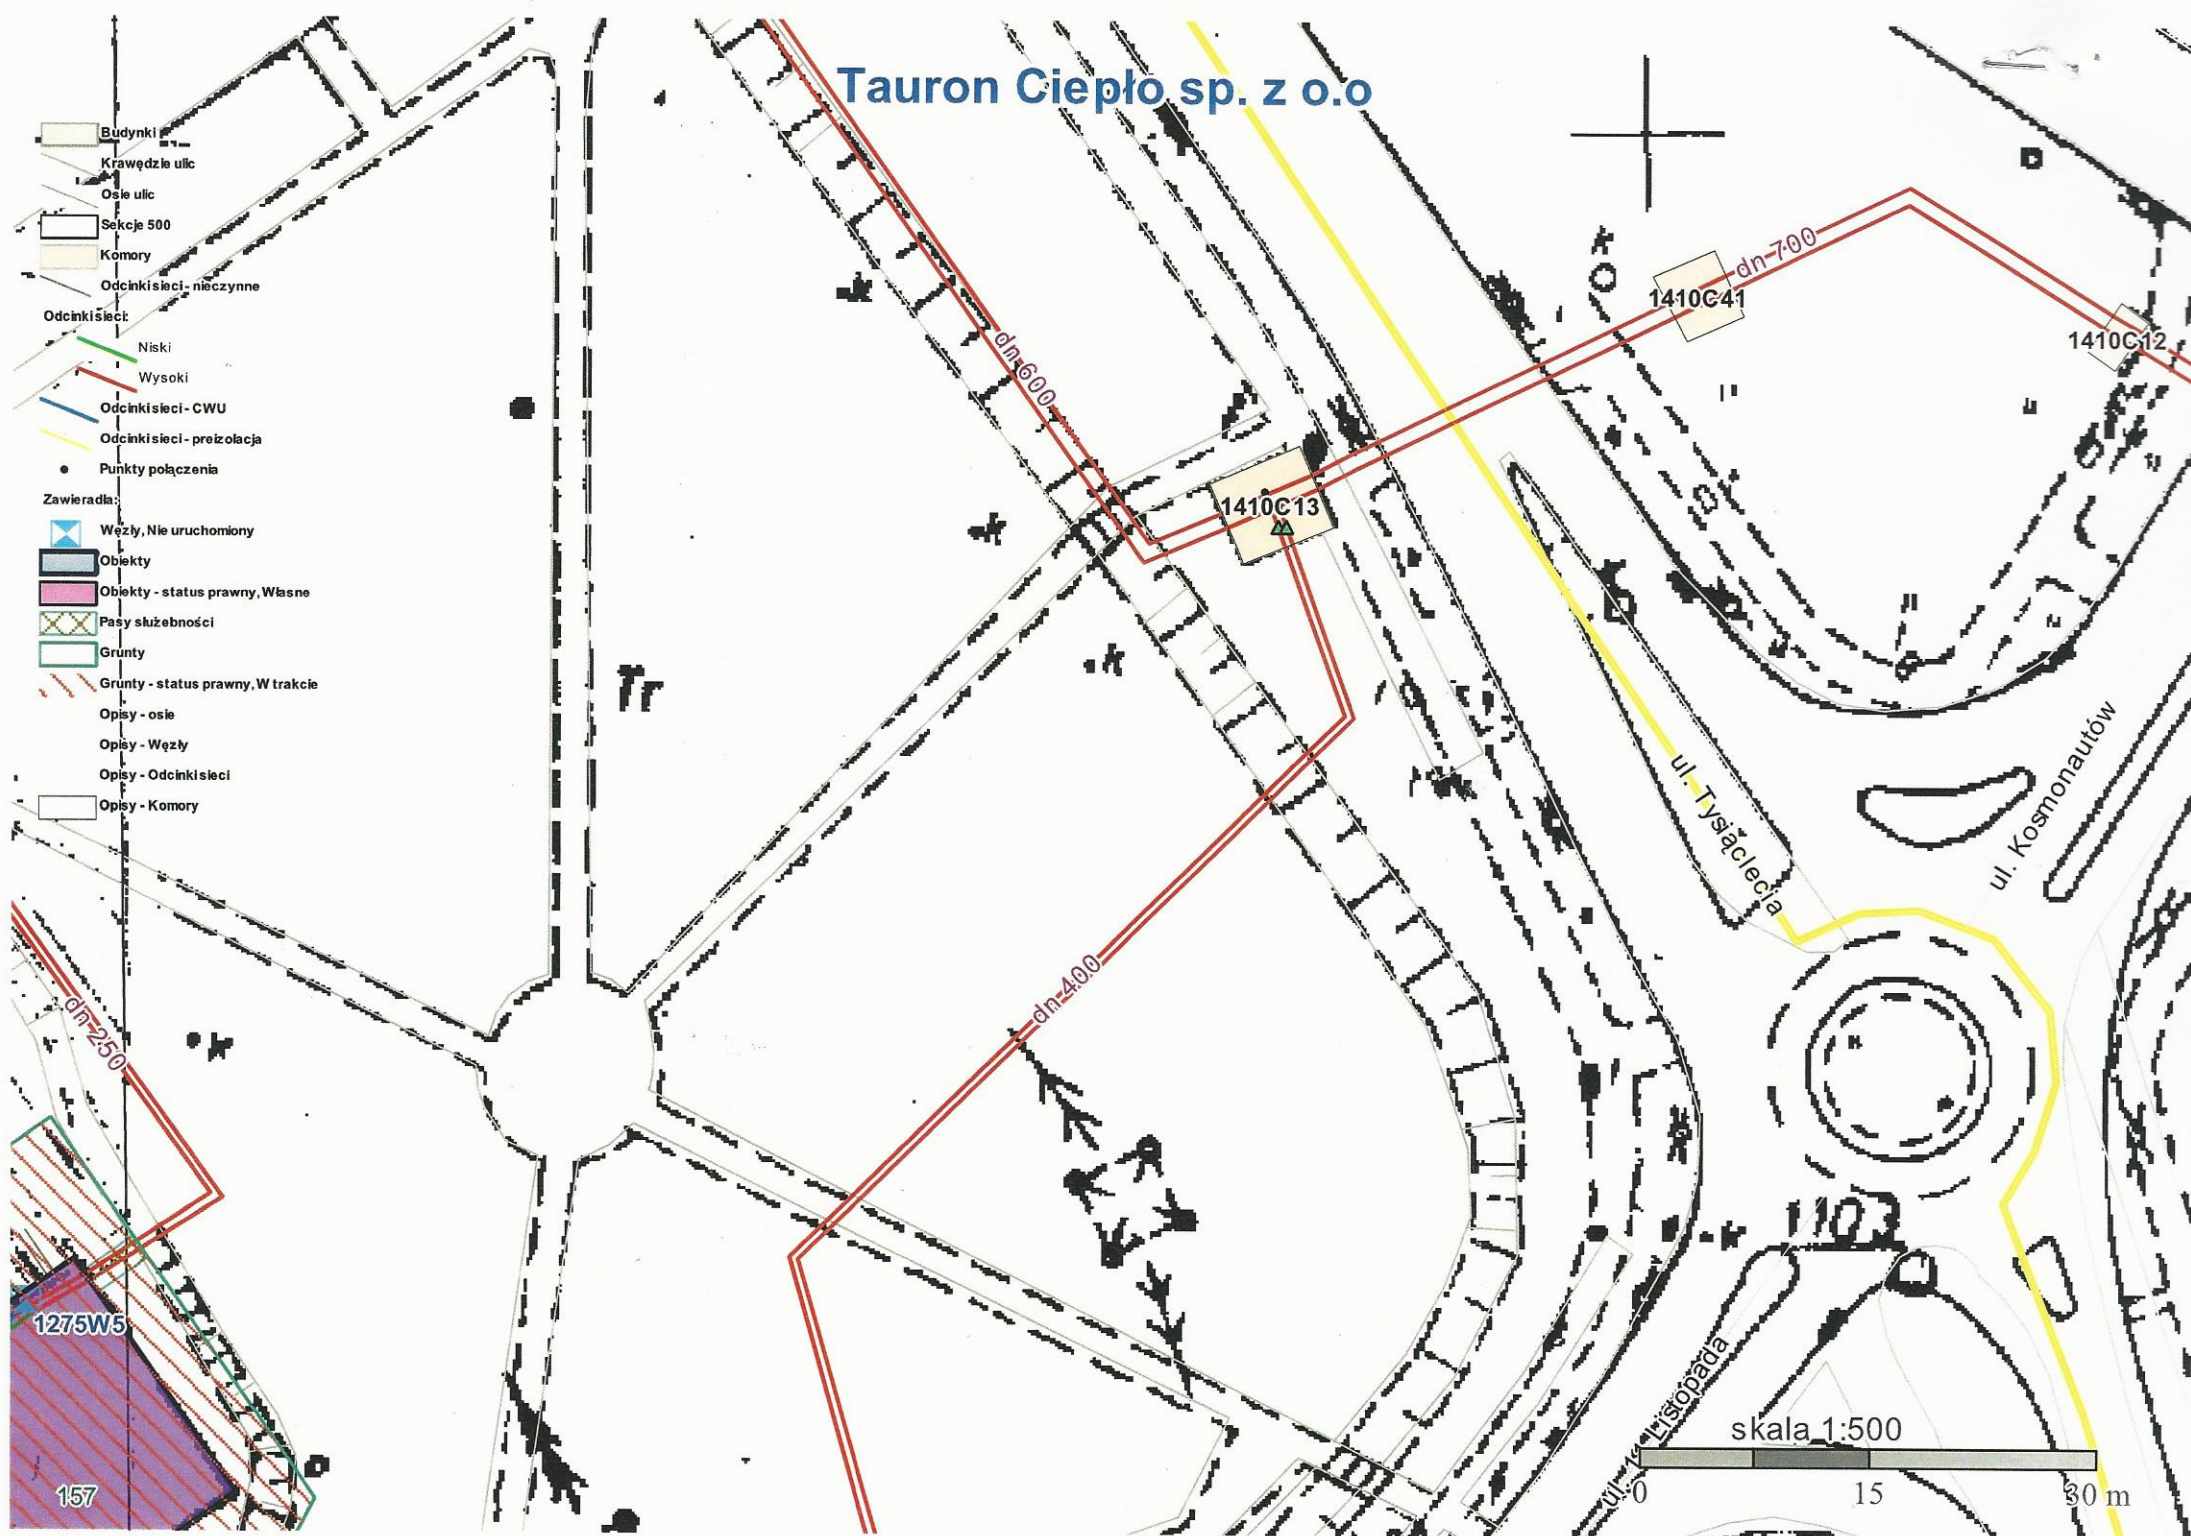 Tauron Ciepło sp. z o.o
Budynki
Krawędzie ulic
Osie ulic
Sekcje 500
Komory
Odcinki sieci - nieczynne
Odcinki sieci:
Niski
Wysoki
Odcinki sieci - CWU
Odcinki sieci - preizolacja
Punkty połączenia
Zawieradła:
Węzły, Nie uruchomiony
Obiekty
Obiekty - status prawny, Własne
Pasy służebności
Grunty
Grunty - status prawny, W trakcie
Opisy - osie
Opisy - Węzły
Opisy - Odcinki sieci
Opisy - Komory
dn 700
1410C41
1410C12
dn 600
1410C13
k
k
k
k
Tr
ul. Tysiąclecia
ul. Kosmonautów
dn 400
dn 250
k
1103
k
1275W5
157
ul. 11 Listopada
skala 1:500
0 15 30 m